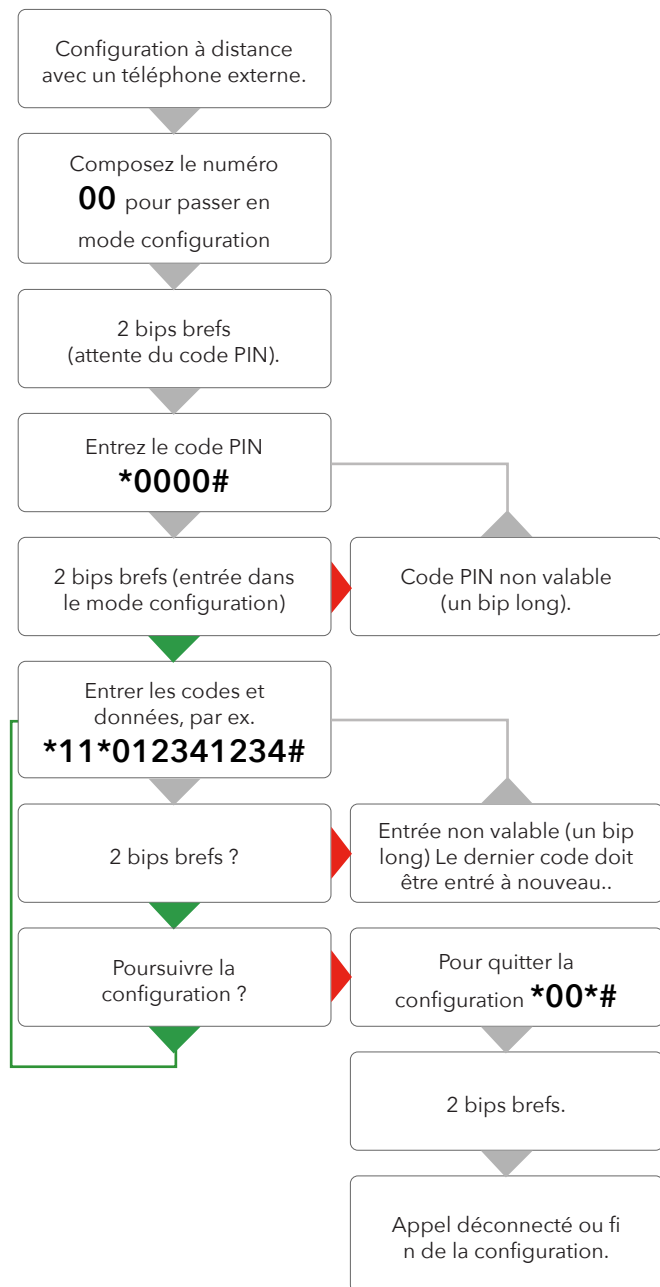 Configuration à distance
avec un téléphone externe.
Composez le numéro
00 pour passer en
mode configuration
2 bips brefs
(attente du code PIN).
Entrez le code PIN
*0000#
2 bips brefs (entrée dans
le mode configuration)
Code PIN non valable
(un bip long).
Entrer les codes et
données, par ex.
*11*012341234#
2 bips brefs ?
Entrée non valable (un bip
long) Le dernier code doit
être entré à nouveau..
Poursuivre la
configuration ?
Pour quitter la
configuration *00*#
2 bips brefs.
Appel déconnecté ou fi
n de la configuration.